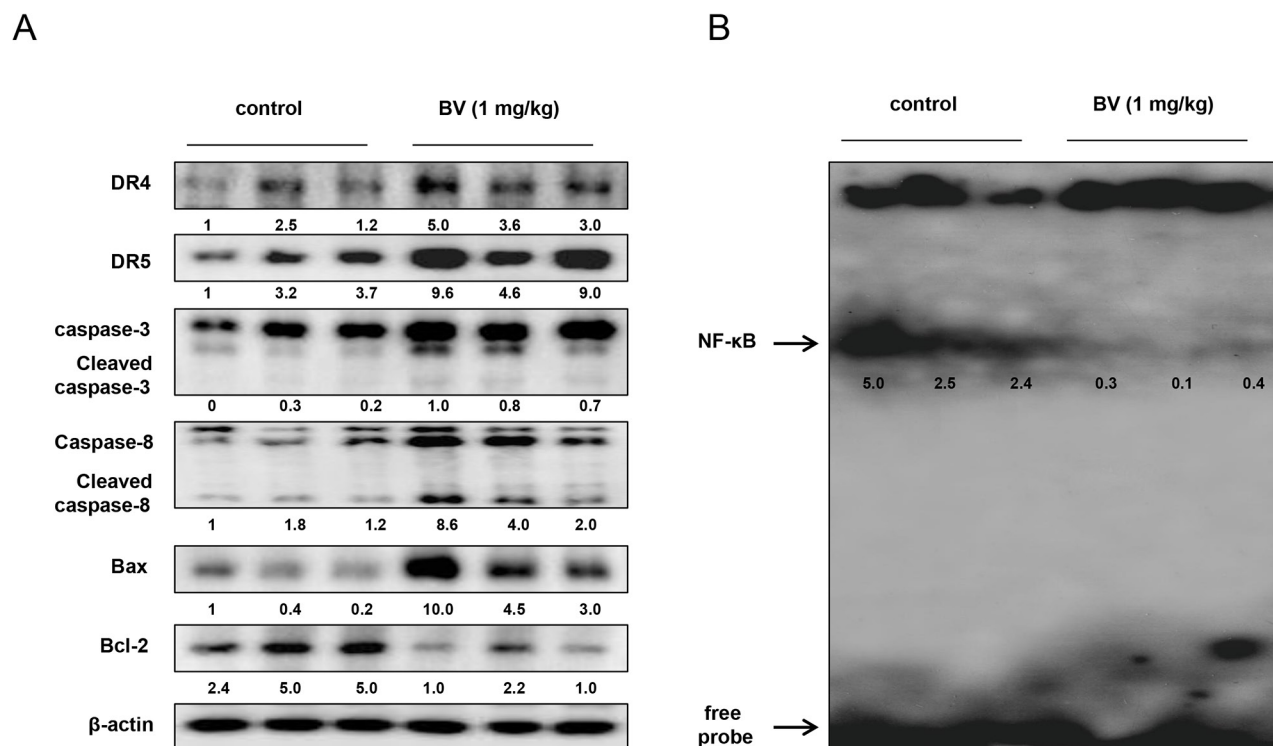 A
control
BV (1 mg/kg)
DR4
1 2.5 1.2 5.0 3.6 3.0
DR5
1 3.2 3.7 9.6 4.6 9.0
caspase-3
Cleaved
caspase-3
0 0.3 0.2 1.0 0.8 0.7
Caspase-8
Cleaved
caspase-8
1 1.8 1.2 8.6 4.0 2.0
Bax
1 0.4 0.2 10.0 4.5 3.0
Bcl-2
2.4 5.0 5.0 1.0 2.2 1.0
β-actin
B
control
BV (1 mg/kg)
NF-κB
5.0 2.5 2.4 0.3 0.1 0.4
free
probe